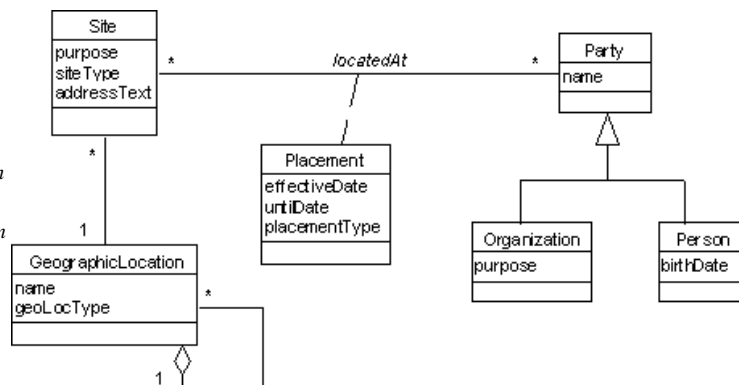 Site
purpose
siteType
addressText
*
locatedAt
*
Party
name
Placement
effectiveDate
untilDate
placementType
*
n
n
1
Organization
purpose
Person
birthDate
GeographicLocation
name
geoLocType
*
1